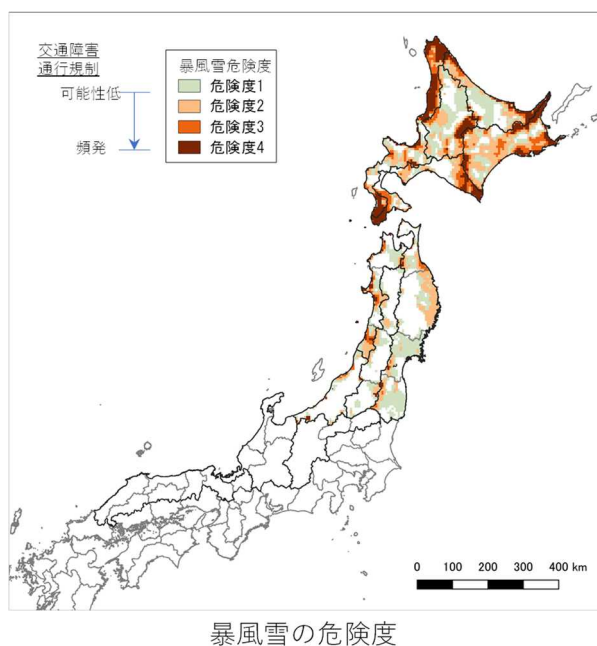 交通障害
通行規制
可能性低
頻発
暴風雪危険度
危険度1
危険度2
危険度3
危険度4
0 100 200 300 400 km
暴風雪の危険度